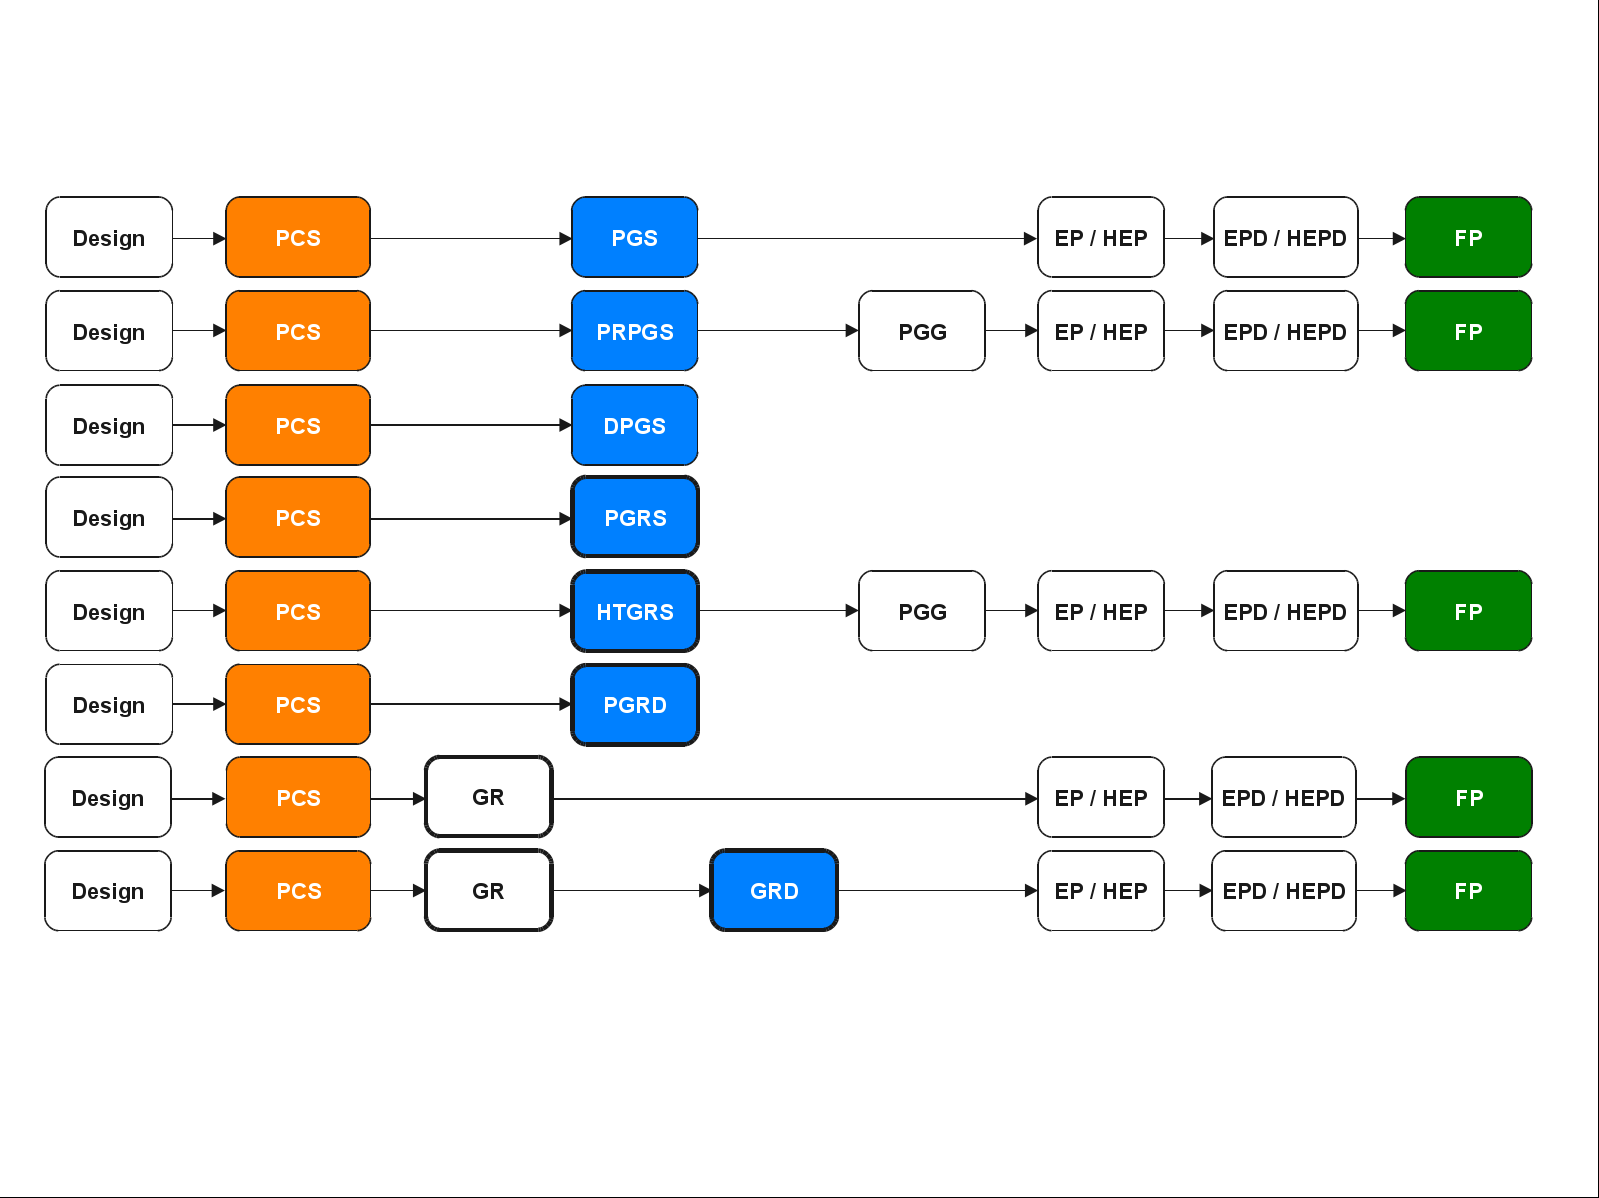 Design PCS PGS EP / HEP EPD / HEPD FP
Design PCS PRPGS PGG EP / HEP EPD / HEPD FP
Design PCS DPGS
Design PCS PGRS
Design PCS HTGRS PGG EP / HEP EPD / HEPD FP
Design PCS PGRD
Design PCS GR EP / HEP EPD / HEPD FP
Design PCS GR GRD EP / HEP EPD / HEPD FP